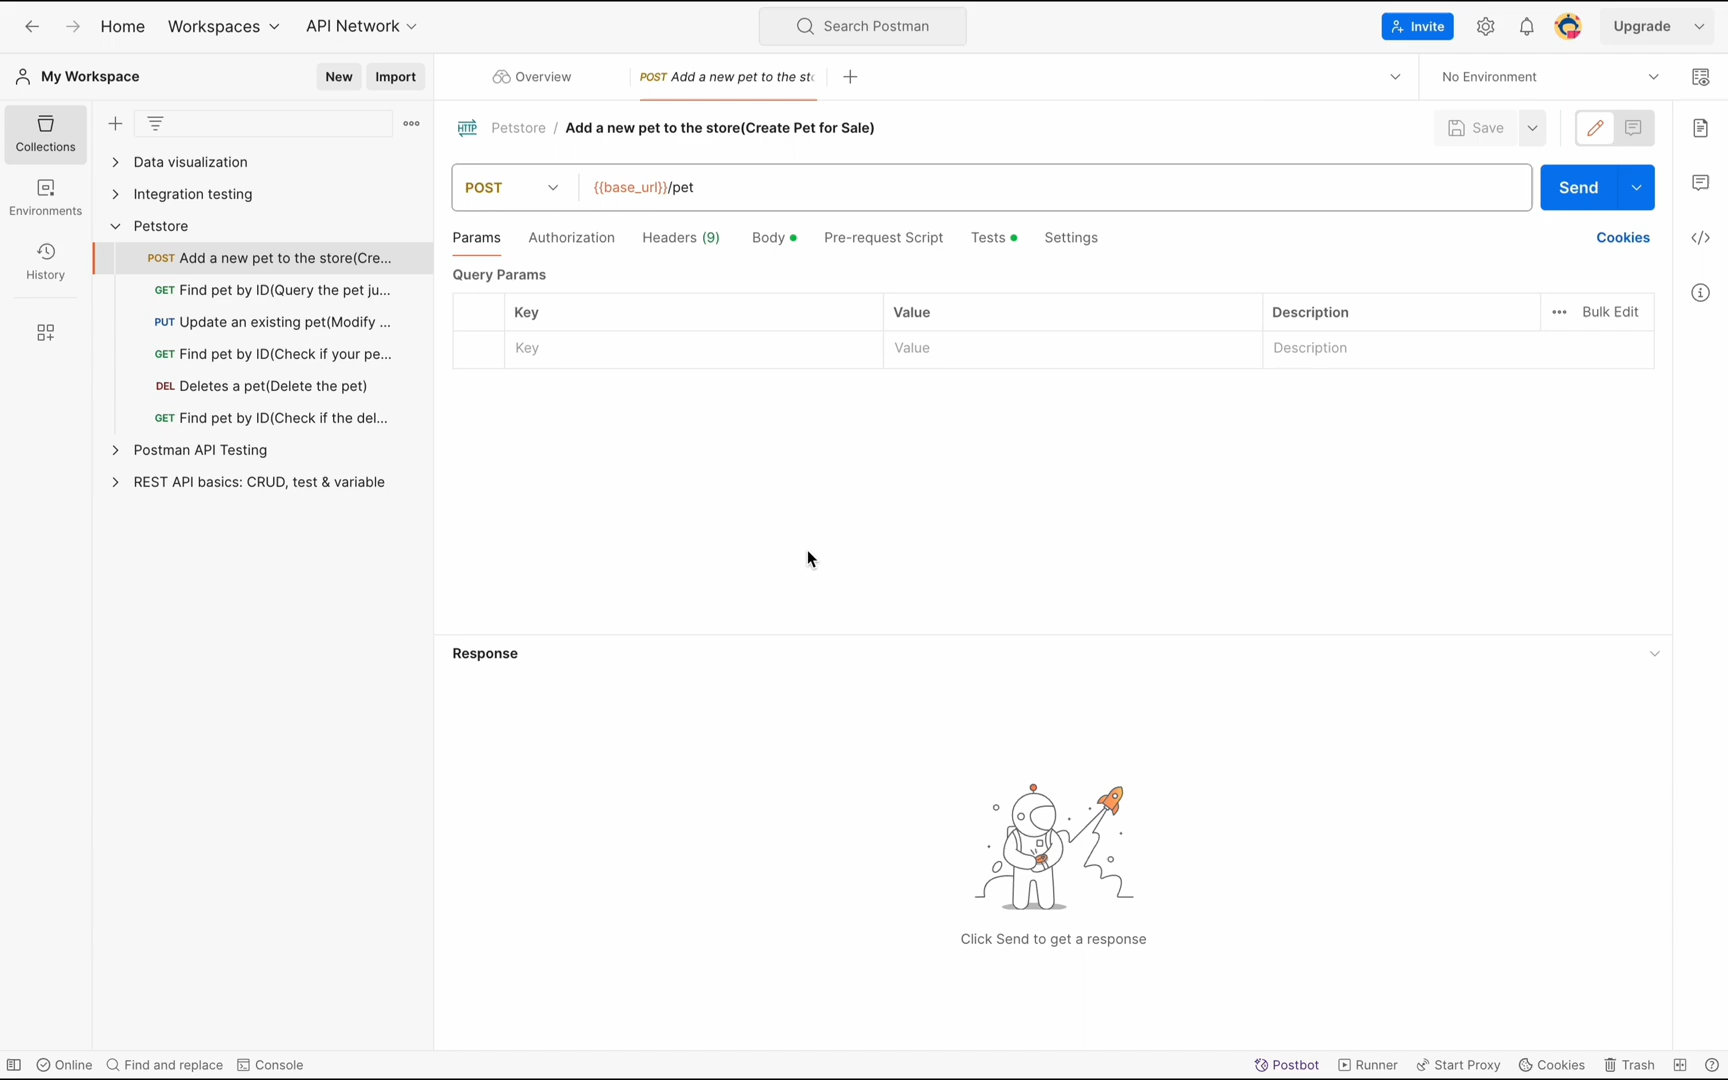 Home Workspaces API Network Search Postman Invite Upgrade
My Workspace New Import Overview POST Add a new pet to the sto No Environment
Collections
Environments
History
Data visualization
Integration testing
Petstore
POST Add a new pet to the store(Cre...
GET Find pet by ID(Query the pet ju...
PUT Update an existing pet(Modify ...
GET Find pet by ID(Check if your pe...
DEL Deletes a pet(Delete the pet)
GET Find pet by ID(Check if the del...
Postman API Testing
REST API basics: CRUD, test & variable
HTTP Petstore / Add a new pet to the store(Create Pet for Sale) Save
POST {{base_url}}/pet Send
Params Authorization Headers (9) Body Pre-request Script Tests Settings Cookies
Query Params
Key Value Description Bulk Edit
Key Value Description
Response
Click Send to get a response
Online Find and replace Console Postbot Runner Start Proxy Cookies Trash